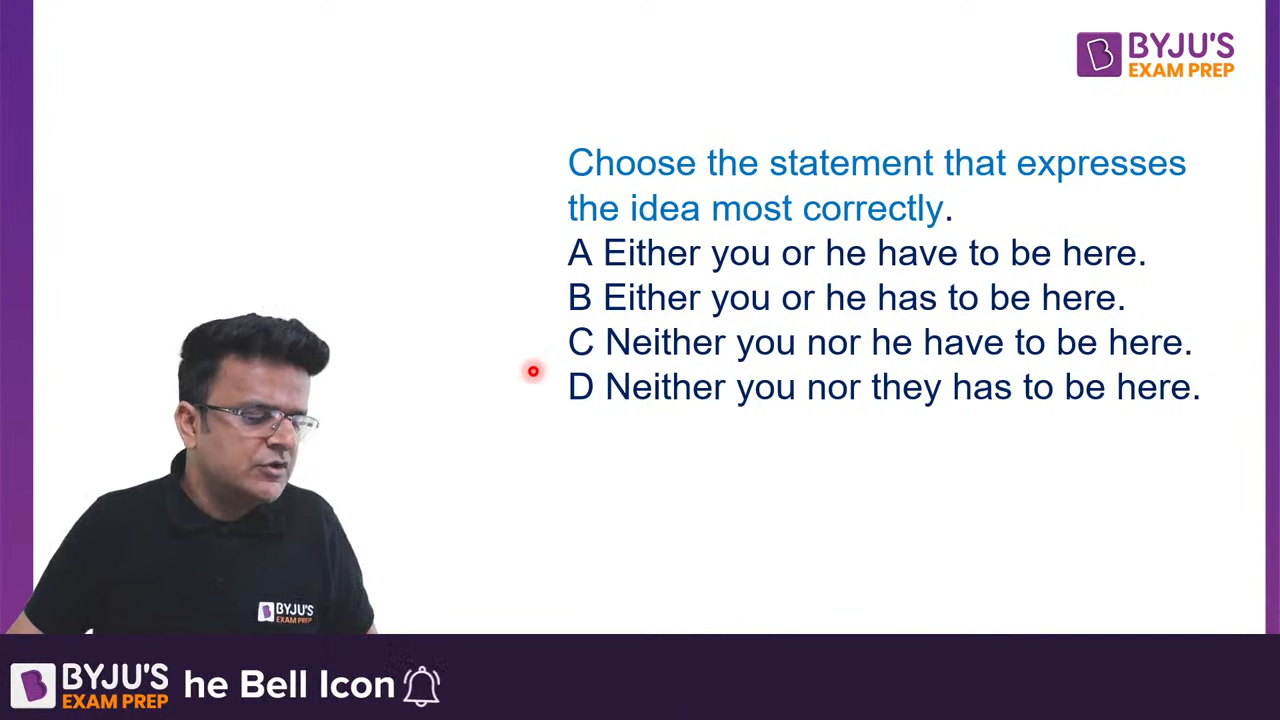 BYJU'S
EXAM PREP
Choose the statement that expresses
the idea most correctly.
A Either you or he have to be here.
B Either you or he has to be here.
C Neither you nor he have to be here.
D Neither you nor they has to be here.
BYJU'S
EXAM PREP
BYJU'S
EXAM PREP
he Bell Icon